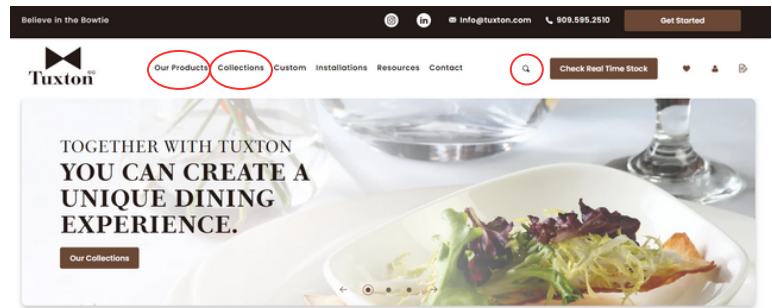 Believe in the Bowtie
in
Info@tuxton.com
909.595.2510
Get Started
Tuxton
Our Products
Collections
Custom
Installations
Resources
Contact
Check Real Time Stock
TOGETHER WITH TUXTON
YOU CAN CREATE A
UNIQUE DINING
EXPERIENCE.
Our Collections